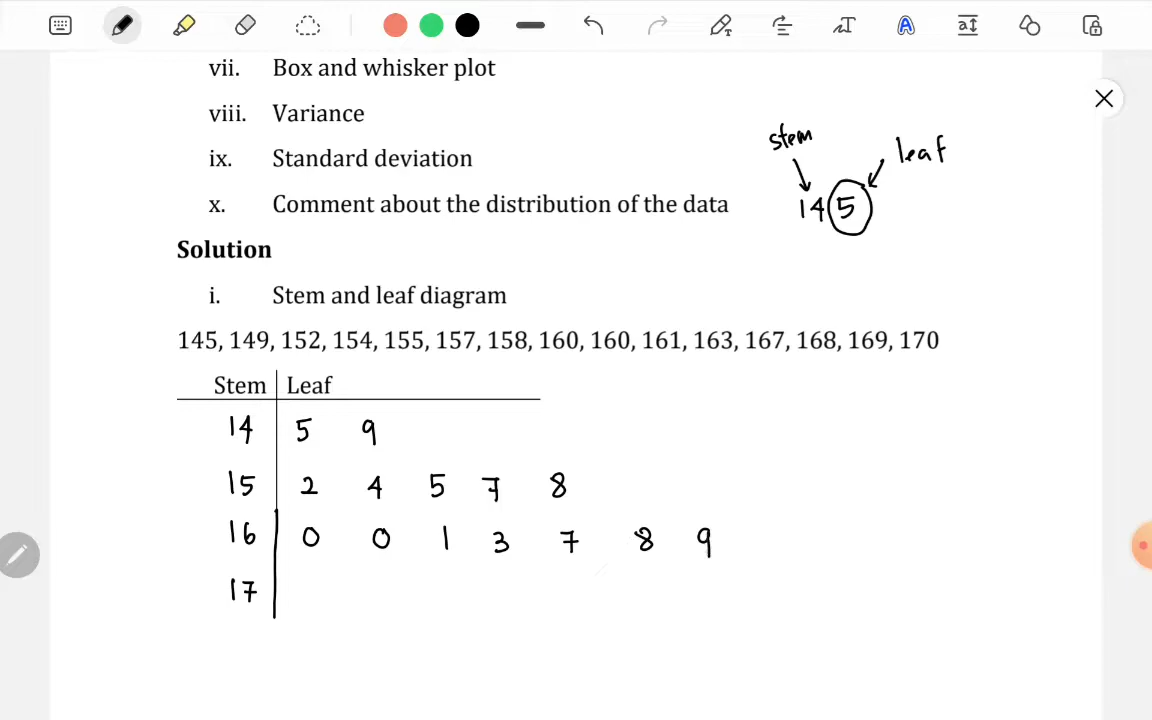 vii. Box and whisker plot
viii. Variance
ix. Standard deviation
x. Comment about the distribution of the data
stem
leaf
145
Solution
i. Stem and leaf diagram
145, 149, 152, 154, 155, 157, 158, 160, 160, 161, 163, 167, 168, 169, 170
Stem Leaf
14 5 9
15 2 4 5 7 8
16 0 0 1 3 7 8 9
17